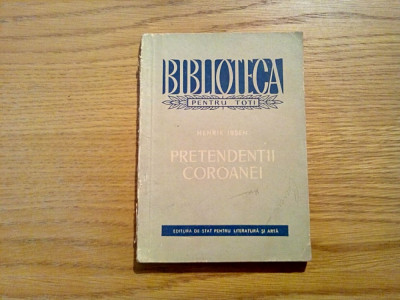 BIBLIOTECA
PENTRU TOȚI
HENRIK IBSEN
PRETENDENȚII
COROANEI
EDITURA DE STAT PENTRU LITERATURĂ ȘI ARTĂ